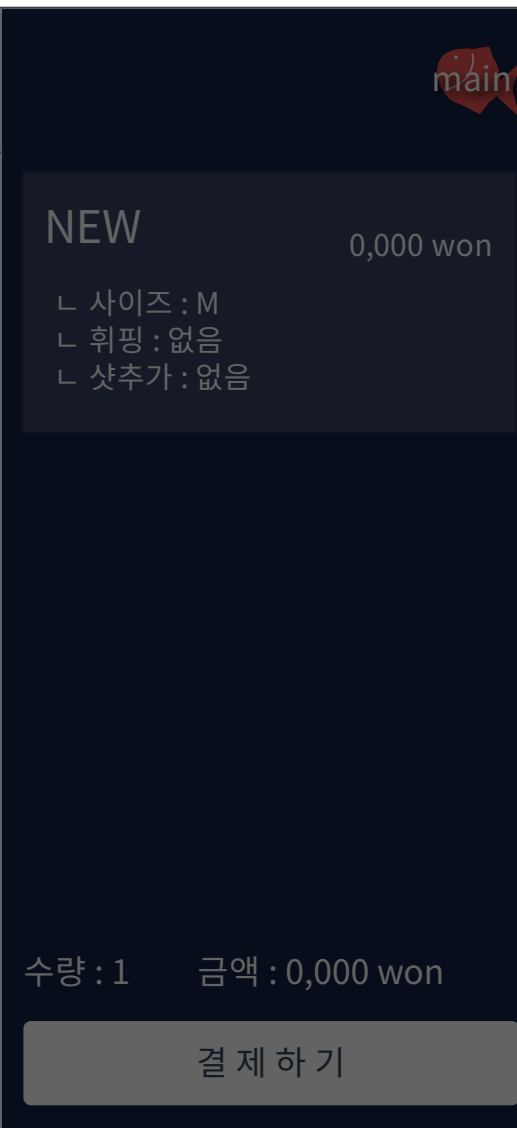 main
NEW
0,000 won
ㄴ 사이즈 : M
ㄴ 휘핑 : 없음
ㄴ 샷추가 : 없음
수량 : 1 금액 : 0,000 won
결 제 하 기